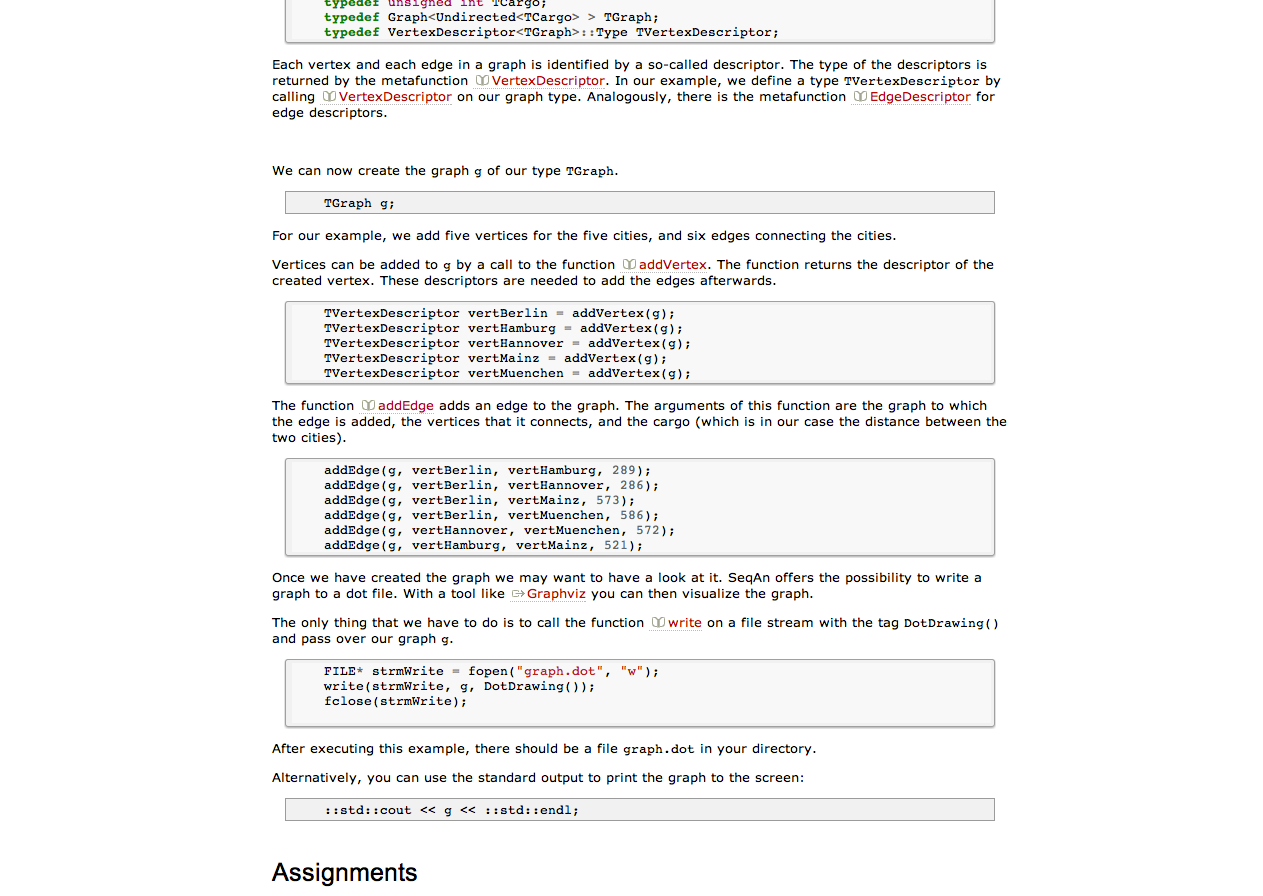 typedef unsigned int TCargo;
typedef Graph<Undirected<TCargo> > TGraph;
typedef VertexDescriptor<TGraph>::Type TVertexDescriptor;
Each vertex and each edge in a graph is identified by a so-called descriptor. The type of the descriptors is
returned by the metafunction VertexDescriptor. In our example, we define a type TVertexDescriptor by
calling VertexDescriptor on our graph type. Analogously, there is the metafunction EdgeDescriptor for
edge descriptors.
We can now create the graph g of our type TGraph.
TGraph g;
For our example, we add five vertices for the five cities, and six edges connecting the cities.
Vertices can be added to g by a call to the function addVertex. The function returns the descriptor of the
created vertex. These descriptors are needed to add the edges afterwards.
TVertexDescriptor vertBerlin = addVertex(g);
TVertexDescriptor vertHamburg = addVertex(g);
TVertexDescriptor vertHannover = addVertex(g);
TVertexDescriptor vertMainz = addVertex(g);
TVertexDescriptor vertMuenchen = addVertex(g);
The function addEdge adds an edge to the graph. The arguments of this function are the graph to which
the edge is added, the vertices that it connects, and the cargo (which is in our case the distance between the
two cities).
addEdge(g, vertBerlin, vertHamburg, 289);
addEdge(g, vertBerlin, vertHannover, 286);
addEdge(g, vertBerlin, vertMainz, 573);
addEdge(g, vertBerlin, vertMuenchen, 586);
addEdge(g, vertHannover, vertMuenchen, 572);
addEdge(g, vertHamburg, vertMainz, 521);
Once we have created the graph we may want to have a look at it. SeqAn offers the possibility to write a
graph to a dot file. With a tool like Graphviz you can then visualize the graph.
The only thing that we have to do is to call the function write on a file stream with the tag DotDrawing()
and pass over our graph g.
FILE* strmWrite = fopen("graph.dot", "w");
write(strmWrite, g, DotDrawing());
fclose(strmWrite);
After executing this example, there should be a file graph.dot in your directory.
Alternatively, you can use the standard output to print the graph to the screen:
::std::cout << g << ::std::endl;
Assignments